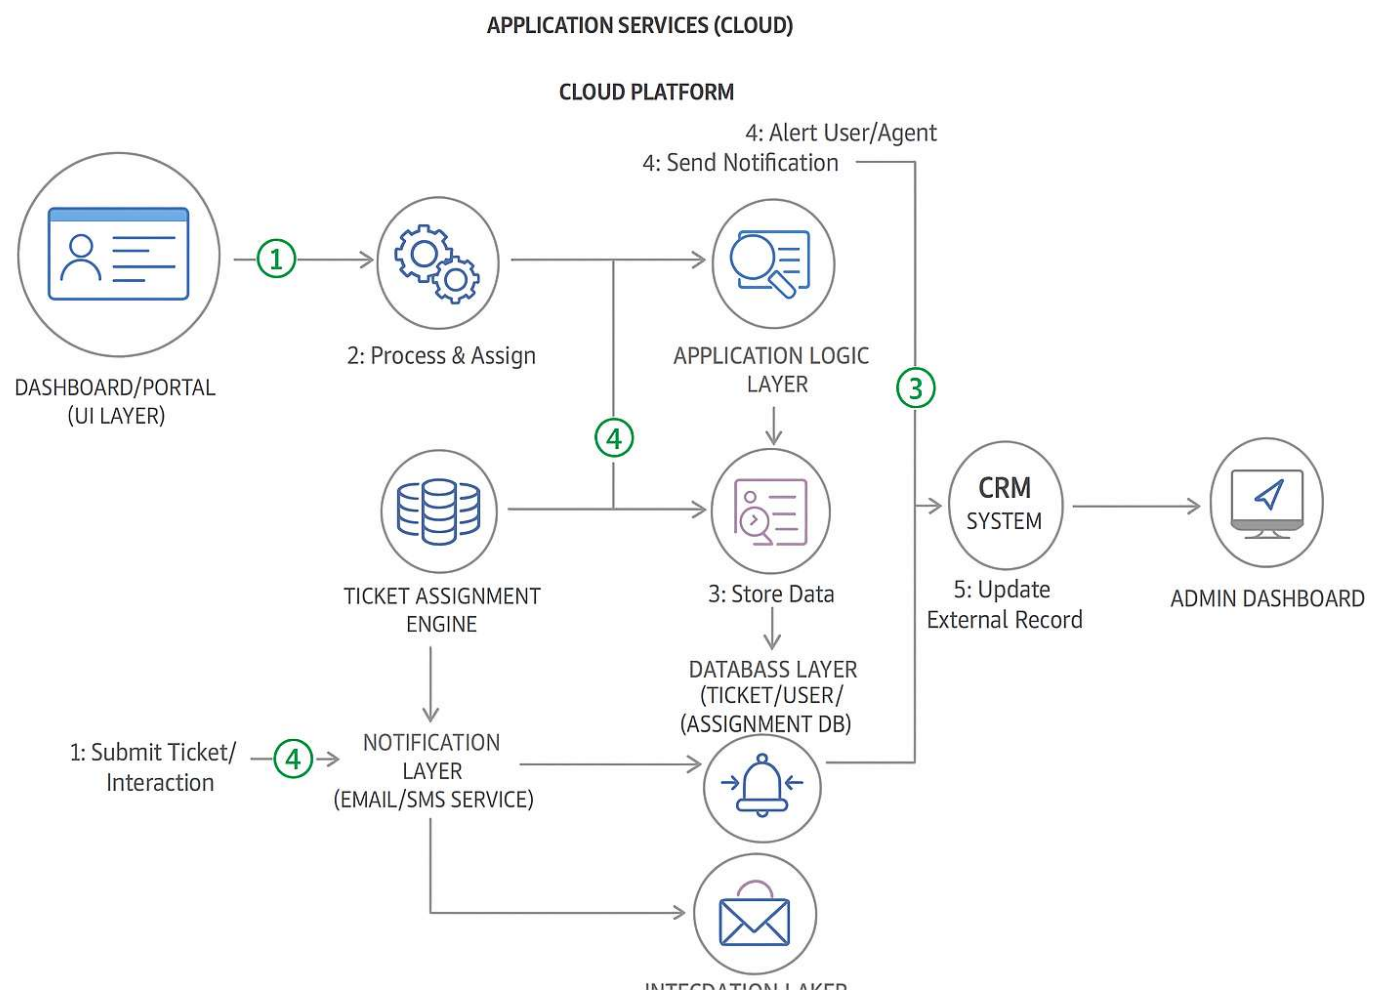 APPLICATION SERVICES (CLOUD)
CLOUD PLATFORM
4: Alert User/Agent
4: Send Notification
1
2: Process & Assign
DASHBOARD/PORTAL
(UI LAYER)
APPLICATION LOGIC
LAYER
3
4
CRM
SYSTEM
TICKET ASSIGNMENT
ENGINE
3: Store Data
5: Update
External Record
ADMIN DASHBOARD
DATABASS LAYER
(TICKET/USER/
(ASSIGNMENT DB)
1: Submit Ticket/
Interaction
4
NOTIFICATION
LAYER
(EMAIL/SMS SERVICE)